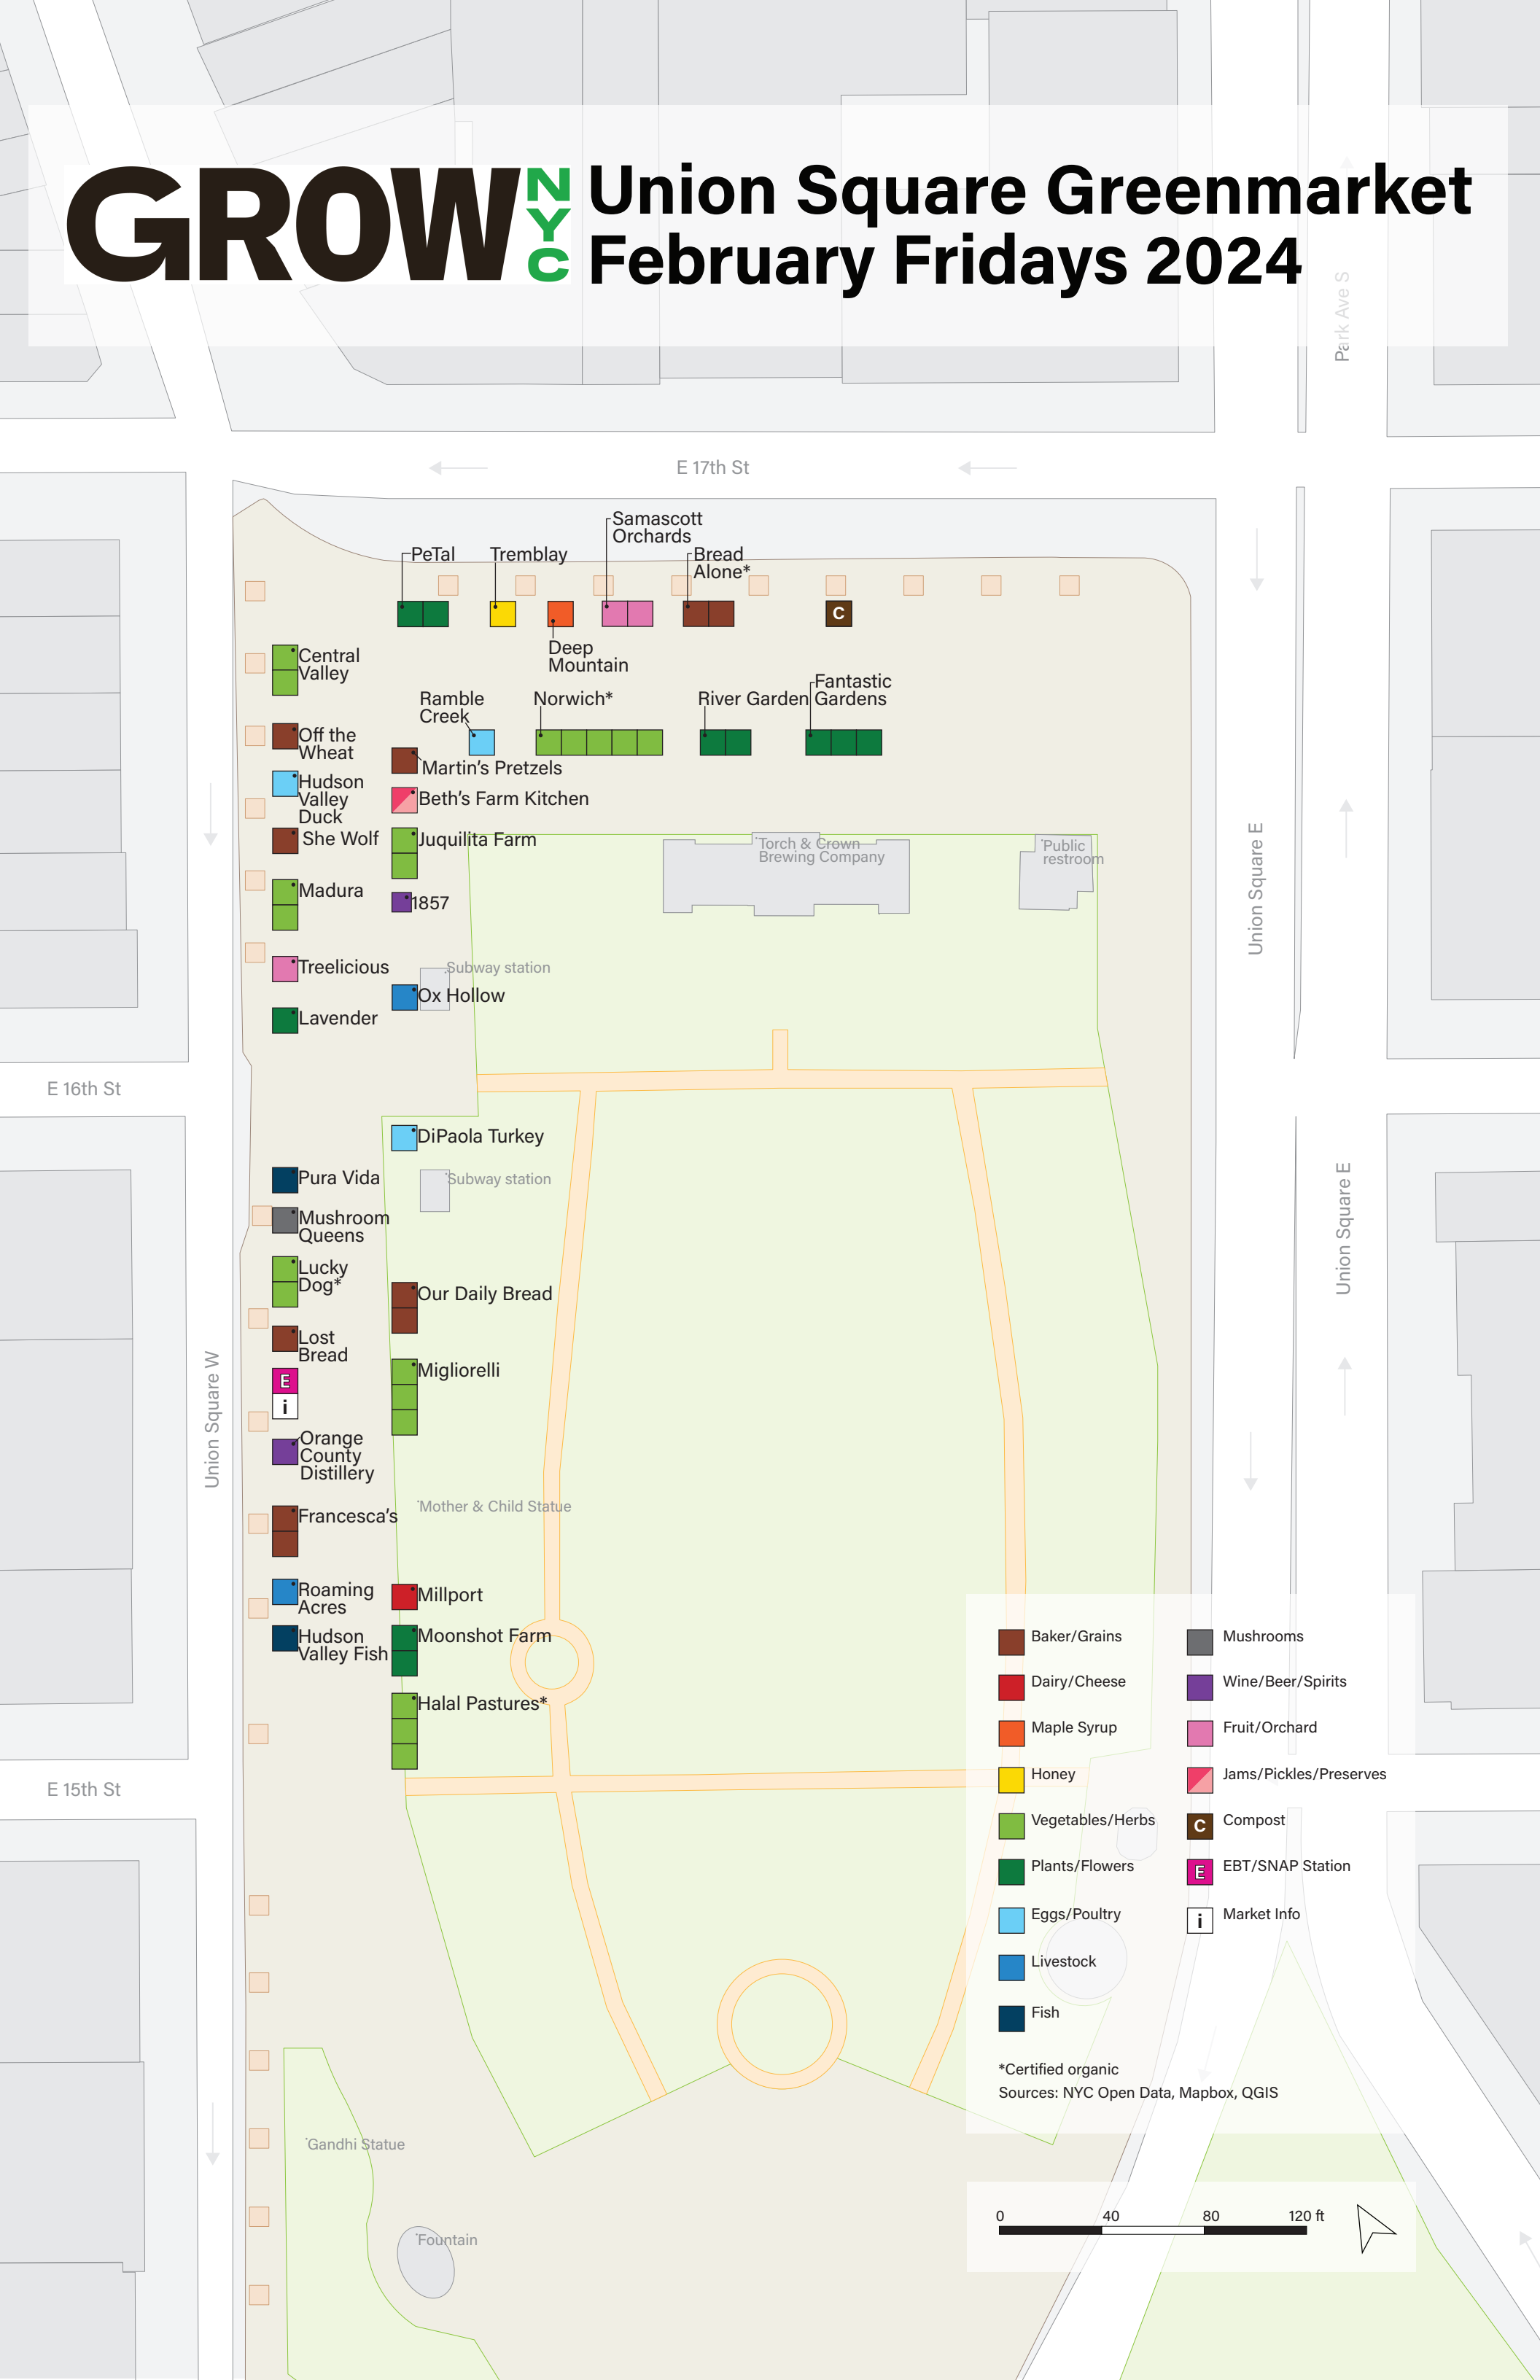 GROW
NYC
Union Square Greenmarket
February Fridays 2024
Park Ave S
E 17th St
Samascott
Orchards
PeTal
Tremblay
Bread
Alone*
C
Deep
Mountain
Central
Valley
Fantastic
Gardens
Ramble
Creek
Norwich*
River Garden
Off the
Wheat
Martin's Pretzels
Hudson
Valley
Duck
Beth's Farm Kitchen
She Wolf
Juquilita Farm
Torch & Crown
Brewing Company
Public
restroom
Union Square E
Madura
1857
Treelicious
Subway station
Ox Hollow
Lavender
E 16th St
DiPaola Turkey
Pura Vida
Subway station
Mushroom
Queens
Union Square E
Lucky
Dog*
Our Daily Bread
Lost
Bread
Migliorelli
E
i
Union Square W
Orange
County
Distillery
Mother & Child Statue
Francesca's
Roaming
Acres
Millport
Hudson
Valley Fish
Moonshot Farm
Halal Pastures*
E 15th St
Baker/Grains
Dairy/Cheese
Maple Syrup
Honey
Vegetables/Herbs
Plants/Flowers
Eggs/Poultry
Livestock
Fish
Mushrooms
Wine/Beer/Spirits
Fruit/Orchard
Jams/Pickles/Preserves
C Compost
E EBT/SNAP Station
i Market Info
*Certified organic
Sources: NYC Open Data, Mapbox, QGIS
Gandhi Statue
Fountain
0 40 80 120 ft